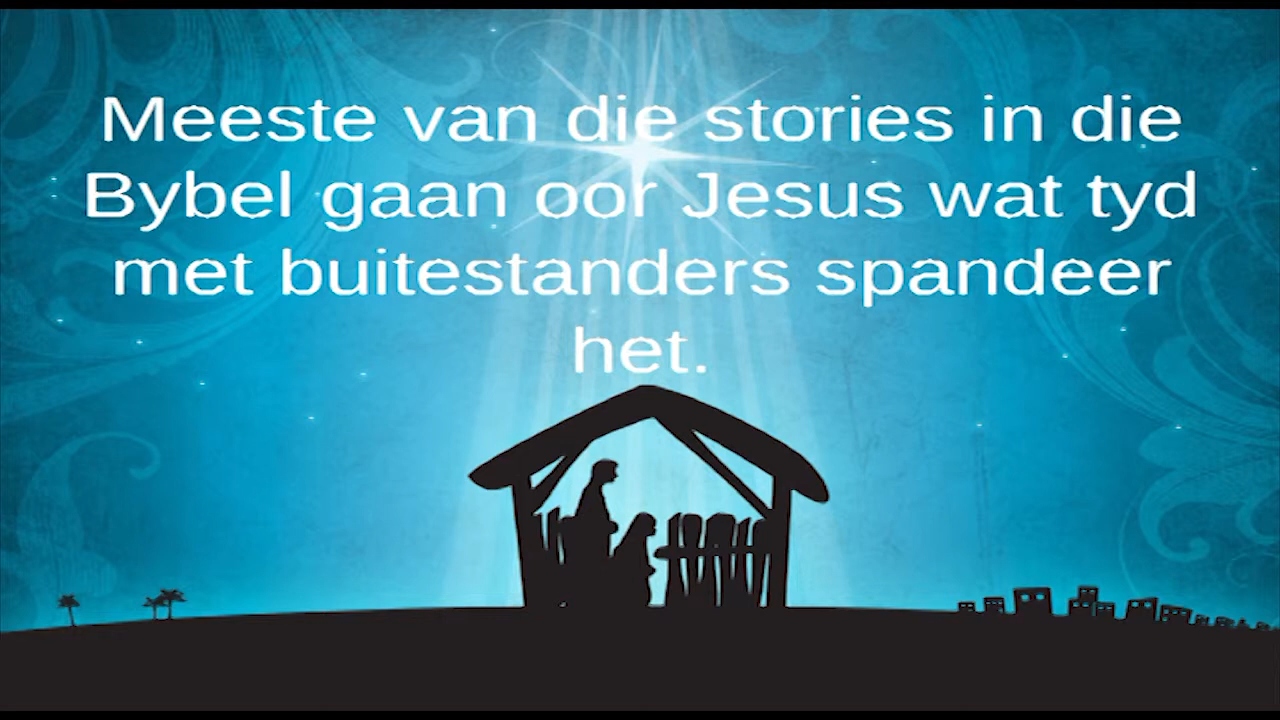 Meeste van die stories in die
Bybel gaan oor Jesus wat tyd
met buitestanders spandeer
het.